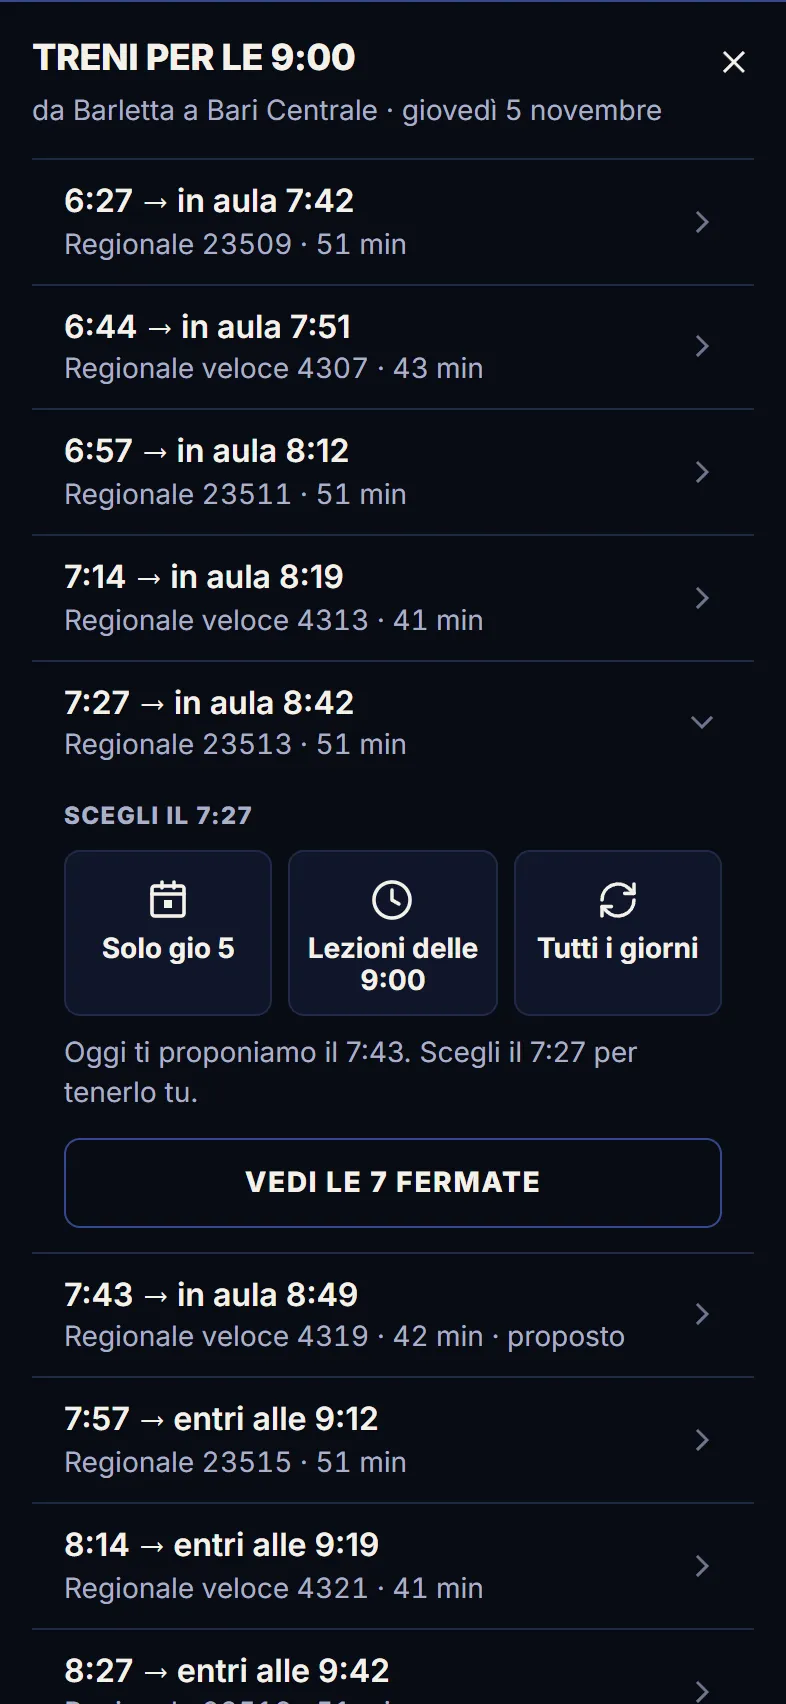 TRENI PER LE 9:00
da Barletta a Bari Centrale · giovedì 5 novembre
6:27 → in aula 7:42
Regionale 23509 · 51 min
6:44 → in aula 7:51
Regionale veloce 4307 · 43 min
6:57 → in aula 8:12
Regionale 23511 · 51 min
7:14 → in aula 8:19
Regionale veloce 4313 · 41 min
7:27 → in aula 8:42
Regionale 23513 · 51 min
SCEGLI IL 7:27
Solo gio 5
Lezioni delle
9:00
Tutti i giorni
Oggi ti proponiamo il 7:43. Scegli il 7:27 per
tenerlo tu.
VEDI LE 7 FERMATE
7:43 → in aula 8:49
Regionale veloce 4319 · 42 min · proposto
7:57 → entri alle 9:12
Regionale 23515 · 51 min
8:14 → entri alle 9:19
Regionale veloce 4321 · 41 min
8:27 → entri alle 9:42